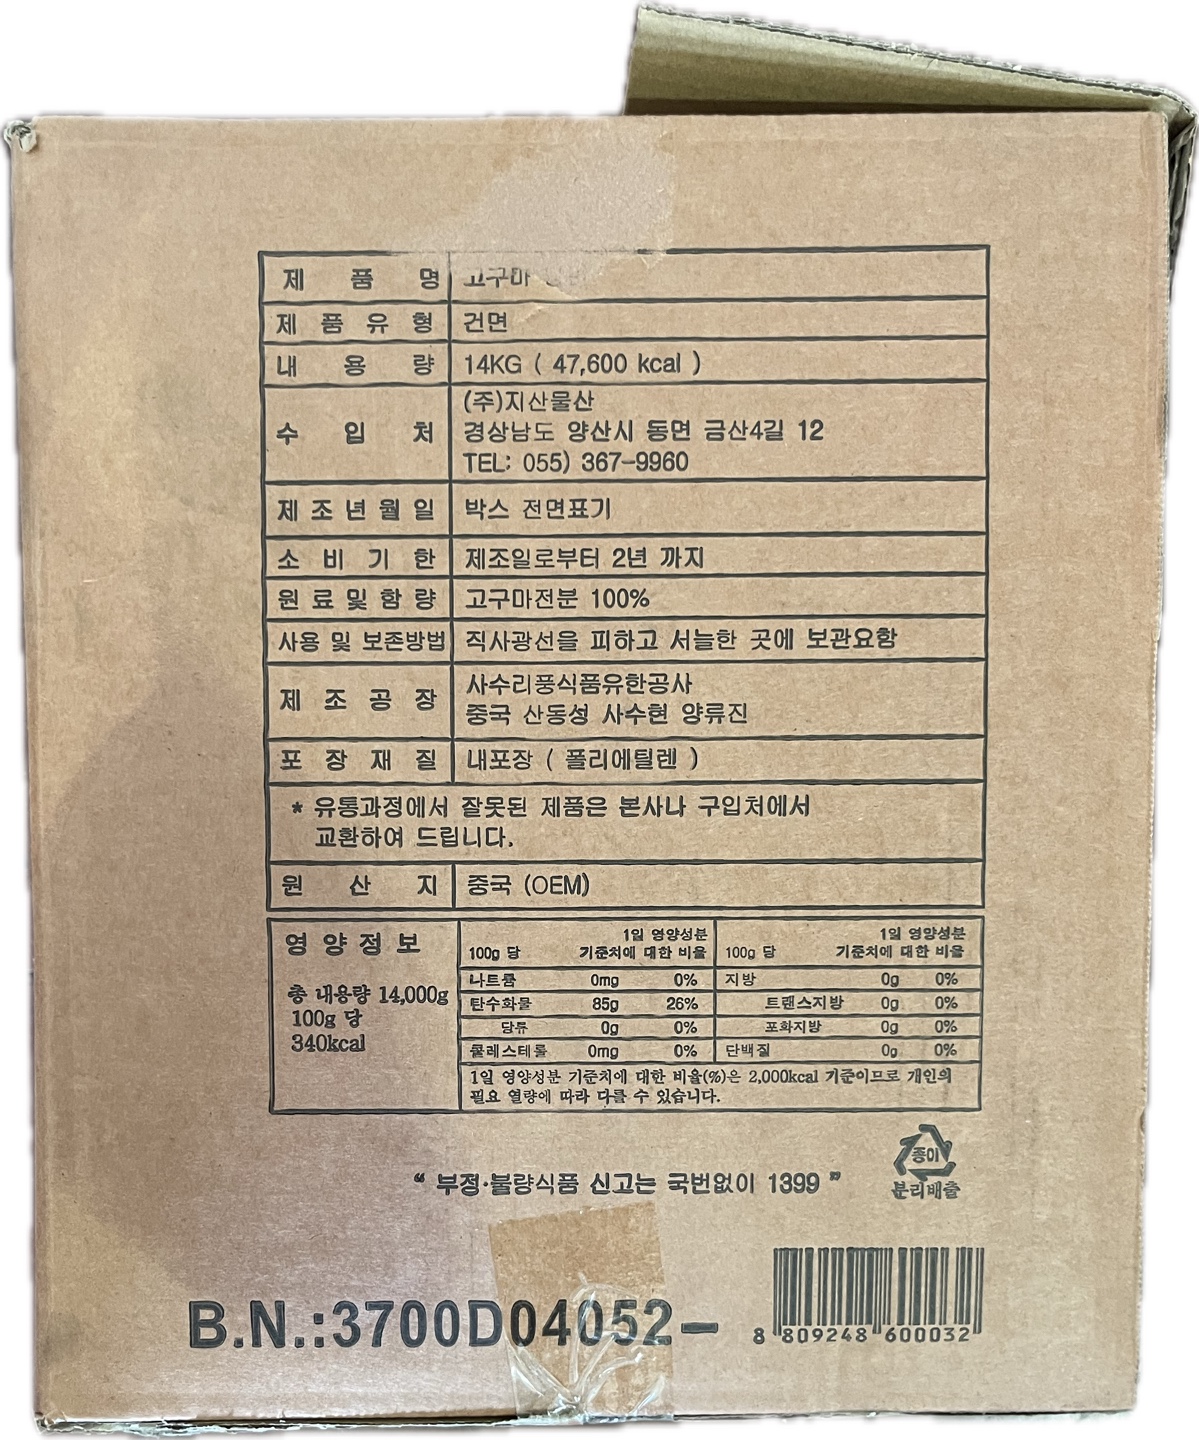 제품명 고구마
제품유형 건면
내용량 14KG ( 47,600 kcal )
수입처 (주)지산물산
경상남도 양산시 동면 금산4길 12
TEL: 055) 367-9960
제조년월일 박스 전면표기
소비기한 제조일로부터 2년 까지
원료및함량 고구마전분 100%
사용 및 보존방법 직사광선을 피하고 서늘한 곳에 보관요함
제조공장 사수리풍식품유한공사
중국 산동성 사수현 양류진
포장재질 내포장 ( 폴리에틸렌 )
* 유통과정에서 잘못된 제품은 본사나 구입처에서
교환하여 드립니다.
원산지 중국 (OEM)
영양정보
총 내용량 14,000g
100g 당
340kcal
100g 당 1일 영양성분 기준치에 대한 비율 100g 당 1일 영양성분 기준치에 대한 비율
나트륨 0mg 0% 지방 0g 0%
탄수화물 85g 26% 트랜스지방 0g 0%
당류 0g 0% 포화지방 0g 0%
콜레스테롤 0mg 0% 단백질 0g 0%
1일 영양성분 기준치에 대한 비율(%)은 2,000kcal 기준이므로 개인의
필요 열량에 따라 다를 수 있습니다.
종이
분리배출
“ 부정·불량식품 신고는 국번없이 1399 ”
B.N.:3700D04052-
8 809248 600032